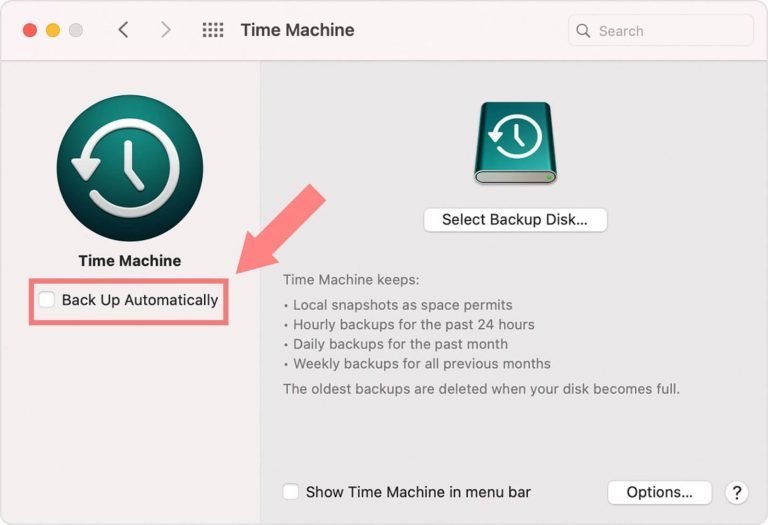 Time Machine
Search
Time Machine
Back Up Automatically
Select Backup Disk...
Time Machine keeps:
• Local snapshots as space permits
• Hourly backups for the past 24 hours
• Daily backups for the past month
• Weekly backups for all previous months
The oldest backups are deleted when your disk becomes full.
Show Time Machine in menu bar
Options...
?